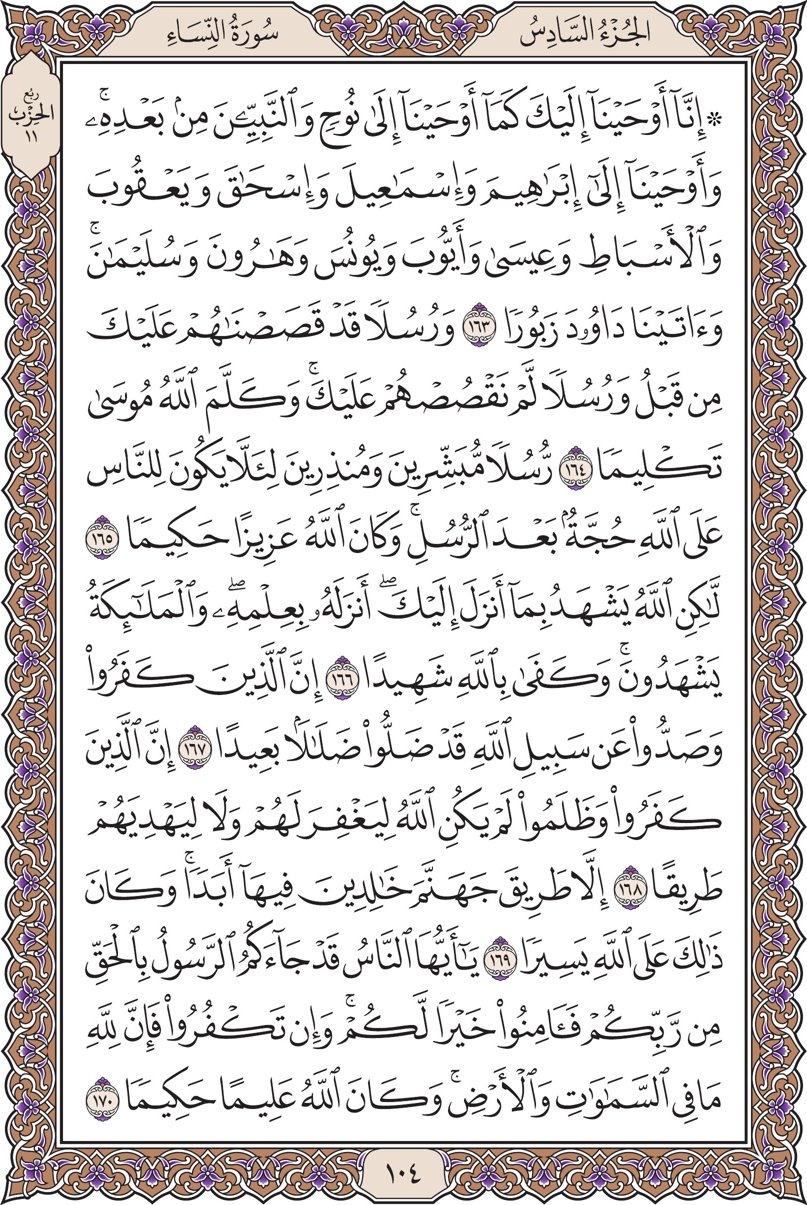 الجُزْءُ السَّادِسُ
سُورَةُ النِّسَاءِ
رُبْع
الحِزْب
١١
۞ إِنَّآ أَوْحَيْنَآ إِلَيْكَ كَمَآ أَوْحَيْنَآ إِلَىٰ نُوحٖ وَٱلنَّبِيِّـۧنَ مِنۢ بَعْدِهِۦۚ
وَأَوْحَيْنَآ إِلَىٰٓ إِبْرَٰهِيمَ وَإِسْمَٰعِيلَ وَإِسْحَٰقَ وَيَعْقُوبَ
وَٱلْأَسْبَاطِ وَعِيسَىٰ وَأَيُّوبَ وَيُونُسَ وَهَٰرُونَ وَسُلَيْمَٰنَۚ
وَءَاتَيْنَا دَاوُۥدَ زَبُورٗا ١٦٣ وَرُسُلٗا قَدْ قَصَصْنَٰهُمْ عَلَيْكَ
مِن قَبْلُ وَرُسُلٗا لَّمْ نَقْصُصْهُمْ عَلَيْكَۚ وَكَلَّمَ ٱللَّهُ مُوسَىٰ
تَكْلِيمٗا ١٦٤ رُّسُلٗا مُّبَشِّرِينَ وَمُنذِرِينَ لِئَلَّا يَكُونَ لِلنَّاسِ
عَلَى ٱللَّهِ حُجَّةُۢ بَعْدَ ٱلرُّسُلِۚ وَكَانَ ٱللَّهُ عَزِيزًا حَكِيمٗا ١٦٥
لَّٰكِنِ ٱللَّهُ يَشْهَدُ بِمَآ أَنزَلَ إِلَيْكَۖ أَنزَلَهُۥ بِعِلْمِهِۦۖ وَٱلْمَلَٰٓئِكَةُ
يَشْهَدُونَۚ وَكَفَىٰ بِٱللَّهِ شَهِيدًا ١٦٦ إِنَّ ٱلَّذِينَ كَفَرُوا۟
وَصَدُّوا۟ عَن سَبِيلِ ٱللَّهِ قَدْ ضَلُّوا۟ ضَلَٰلَۢا بَعِيدًا ١٦٧ إِنَّ ٱلَّذِينَ
كَفَرُوا۟ وَظَلَمُوا۟ لَمْ يَكُنِ ٱللَّهُ لِيَغْفِرَ لَهُمْ وَلَا لِيَهْدِيَهُمْ
طَرِيقًا ١٦٨ إِلَّا طَرِيقَ جَهَنَّمَ خَٰلِدِينَ فِيهَآ أَبَدٗاۚ وَكَانَ
ذَٰلِكَ عَلَى ٱللَّهِ يَسِيرٗا ١٦٩ يَٰٓأَيُّهَا ٱلنَّاسُ قَدْ جَآءَكُمُ ٱلرَّسُولُ بِٱلْحَقِّ
مِن رَّبِّكُمْ فَـَٔامِنُوا۟ خَيْرٗا لَّكُمْۚ وَإِن تَكْفُرُوا۟ فَإِنَّ لِلَّهِ
مَا فِي ٱلسَّمَٰوَٰتِ وَٱلْأَرْضِۚ وَكَانَ ٱللَّهُ عَلِيمًا حَكِيمٗا ١٧٠
١٠٤